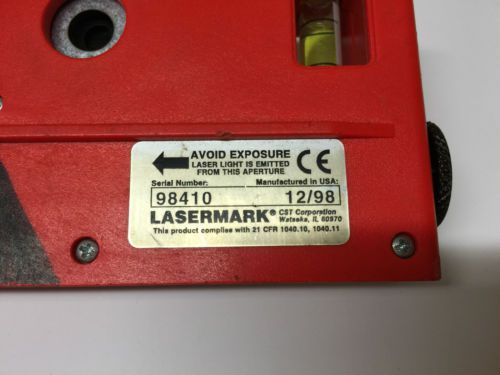 AVOID EXPOSURE
LASER LIGHT IS EMITTED
FROM THIS APERTURE
CE
Serial Number: Manufactured in USA:
98410 12/98
LASERMARK® CST Corporation
Watseka, IL 60970
This product complies with 21 CFR 1040.10, 1040.11